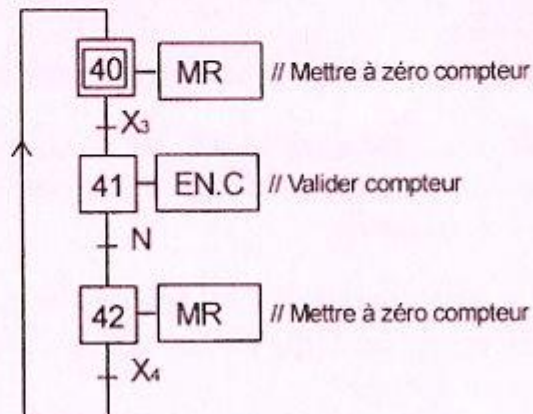 40 MR // Mettre à zéro compteur
X₃
41 EN.C // Valider compteur
N
42 MR // Mettre à zéro compteur
X₄